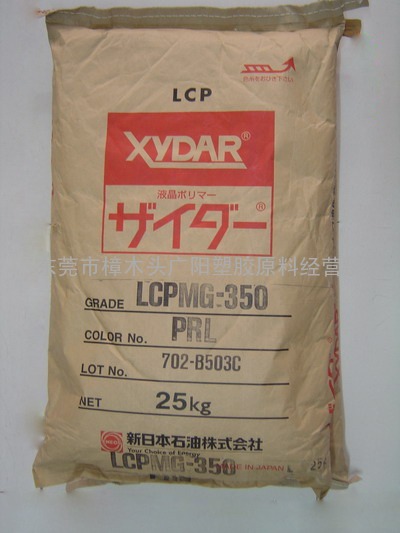 LCP
XYDAR®
液晶ポリマー
ザイダー®
东莞市樟木头广阳塑胶原料经营
GRADE LCPMG-350
COLOR No. PRL
LOT No. 702-B503C
NET 25kg
新日本石油株式会社
Your Choice of Energy
LCPMG-350 MADE IN JAPAN